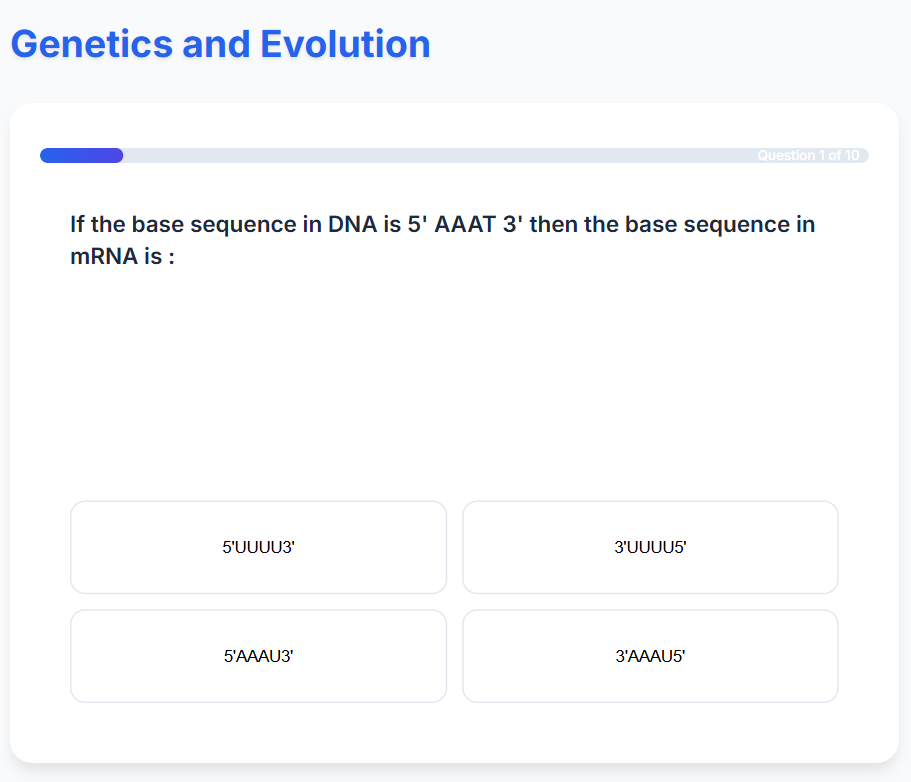 Genetics and Evolution
Question 1 of 10
If the base sequence in DNA is 5' AAAT 3' then the base sequence in
mRNA is :
5'UUUU3'
3'UUUU5'
5'AAAU3'
3'AAAU5'